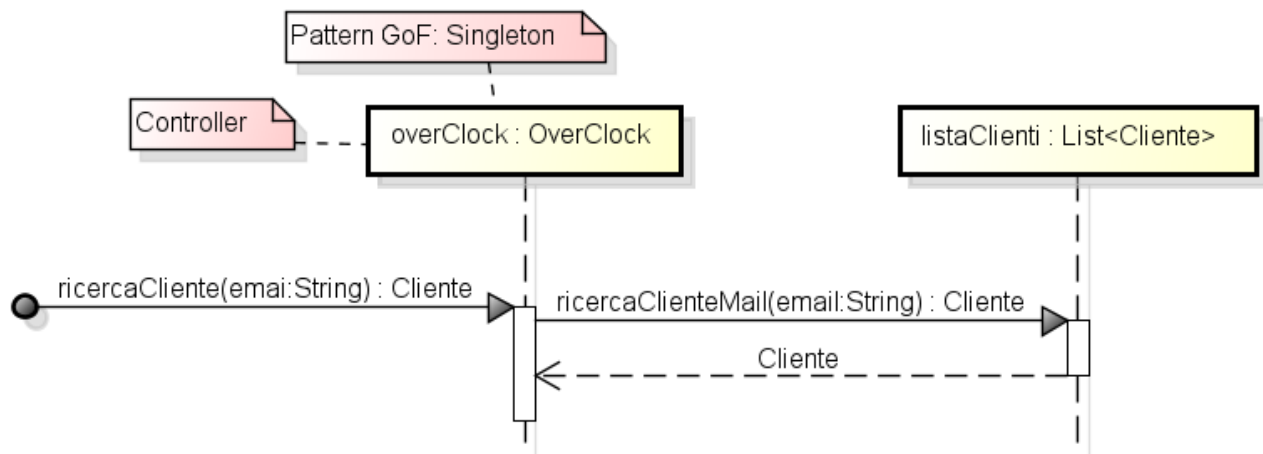 Pattern GoF: Singleton
Controller
overClock : OverClock
listaClienti : List<Cliente>
ricercaCliente(emai:String) : Cliente
ricercaClienteMail(email:String) : Cliente
Cliente